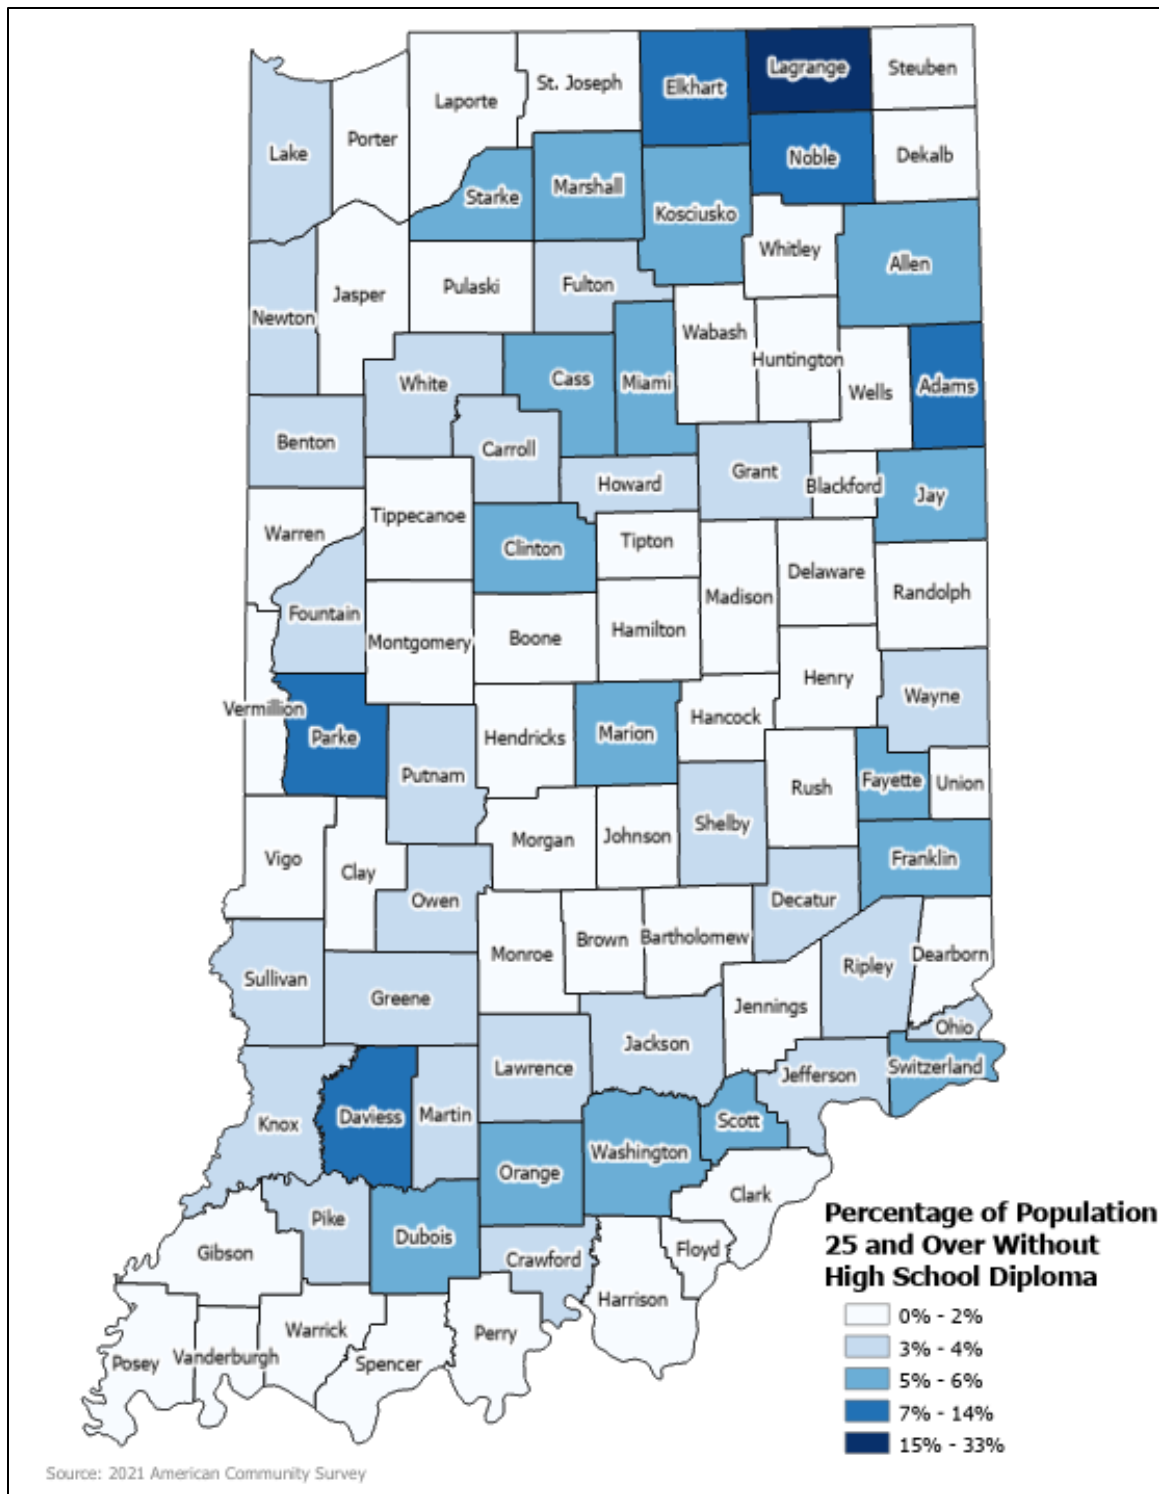 Lagrange
Steuben
St. Joseph
Elkhart
Laporte
Porter
Lake
Noble
Dekalb
Marshall
Starke
Kosciusko
Whitley
Allen
Pulaski
Fulton
Jasper
Newton
Wabash
Huntington
Cass
Miami
White
Wells
Adams
Benton
Carroll
Grant
Howard
Blackford
Jay
Tippecanoe
Warren
Tipton
Clinton
Delaware
Randolph
Madison
Fountain
Hamilton
Boone
Montgomery
Henry
Wayne
Vermillion
Hancock
Marion
Hendricks
Parke
Putnam
Fayette
Union
Rush
Shelby
Johnson
Morgan
Vigo
Clay
Franklin
Owen
Decatur
Bartholomew
Brown
Monroe
Dearborn
Ripley
Sullivan
Greene
Jennings
Ohio
Jackson
Lawrence
Switzerland
Jefferson
Martin
Daviess
Knox
Scott
Washington
Orange
Clark
Pike
Dubois
Gibson
Floyd
Crawford
Harrison
Warrick
Perry
Vanderburgh
Posey
Spencer
Percentage of Population
25 and Over Without
High School Diploma
0% - 2%
3% - 4%
5% - 6%
7% - 14%
15% - 33%
Source: 2021 American Community Survey